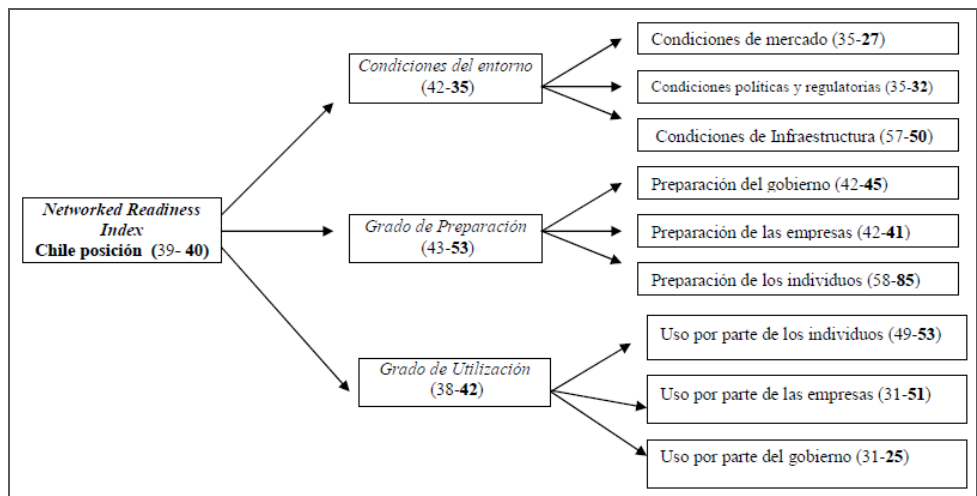 Networked Readiness
Index
Chile posición (39- 40)
Condiciones del entorno
(42-35)
Condiciones de mercado (35-27)
Condiciones políticas y regulatorias (35-32)
Condiciones de Infraestructura (57-50)
Grado de Preparación
(43-53)
Preparación del gobierno (42-45)
Preparación de las empresas (42-41)
Preparación de los individuos (58-85)
Grado de Utilización
(38-42)
Uso por parte de los individuos (49-53)
Uso por parte de las empresas (31-51)
Uso por parte del gobierno (31-25)